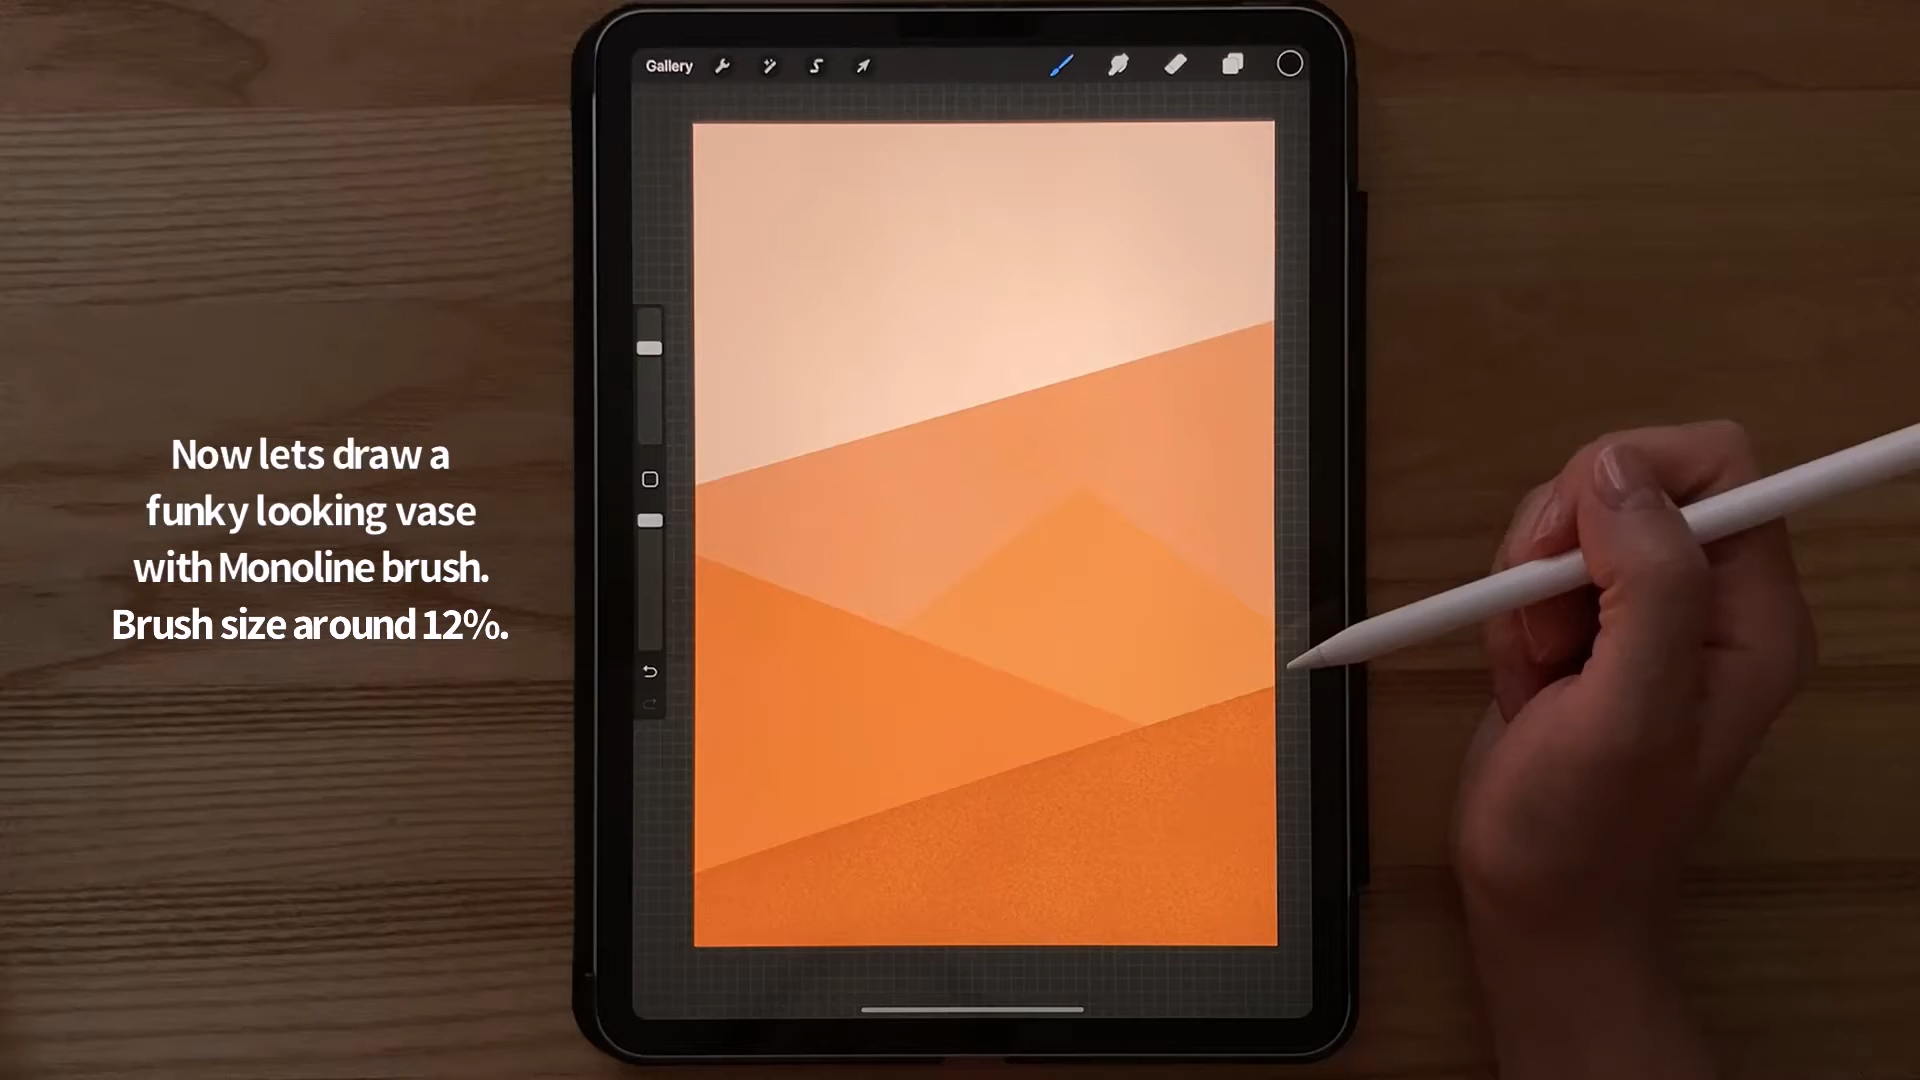 Gallery
Now lets draw a
funky looking vase
with Monoline brush.
Brush size around 12%.